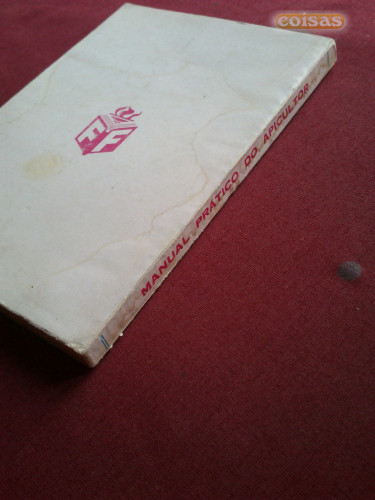 coisas
MANUAL PRÁTICO DO APICULTOR